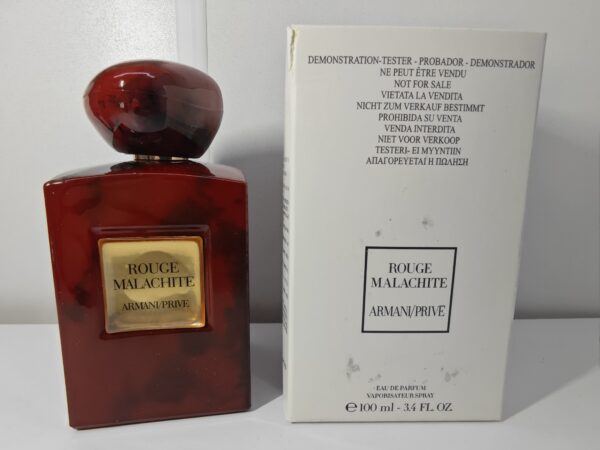 ROUGE
MALACHITE
ARMANI/PRIVE
DEMONSTRATION-TESTER - PROBADOR - DEMONSTRADOR
NE PEUT ÊTRE VENDU
NOT FOR SALE
VIETATA LA VENDITA
NICHT ZUM VERKAUF BESTIMMT
PROHIBIDA SU VENTA
VENDA INTERDITA
NIET VOOR VERKOOP
TESTERI- EI MYYNTIIN
ΑΠΑΓΟΡΕΥΕΤΑΙ Η ΠΩΛΗΣΗ
ROUGE
MALACHITE
ARMANI/PRIVĒ
EAU DE PARFUM
VAPORISATEUR SPRAY
℮ 100 ml - 3.4 FL. OZ.